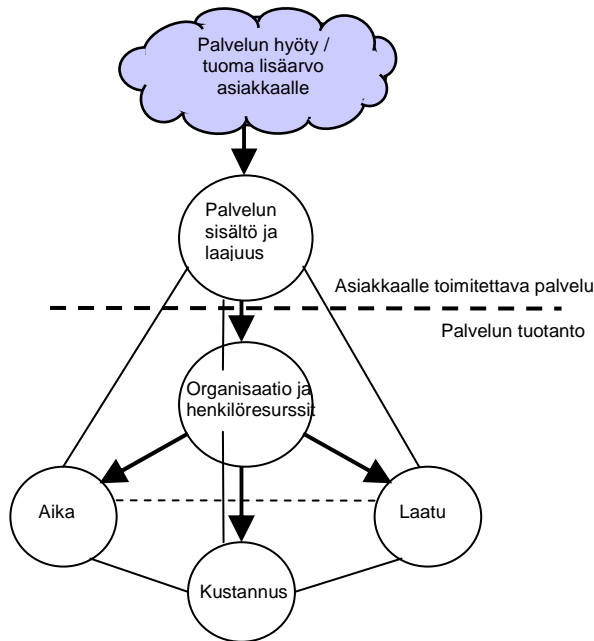 Palvelun hyöty /
tuoma lisäarvo
asiakkaalle
Palvelun
sisältö ja
laajuus
Asiakkaalle toimitettava palvelu
Palvelun tuotanto
Organisaatio ja
henkilöresurssit
Aika
Laatu
Kustannus